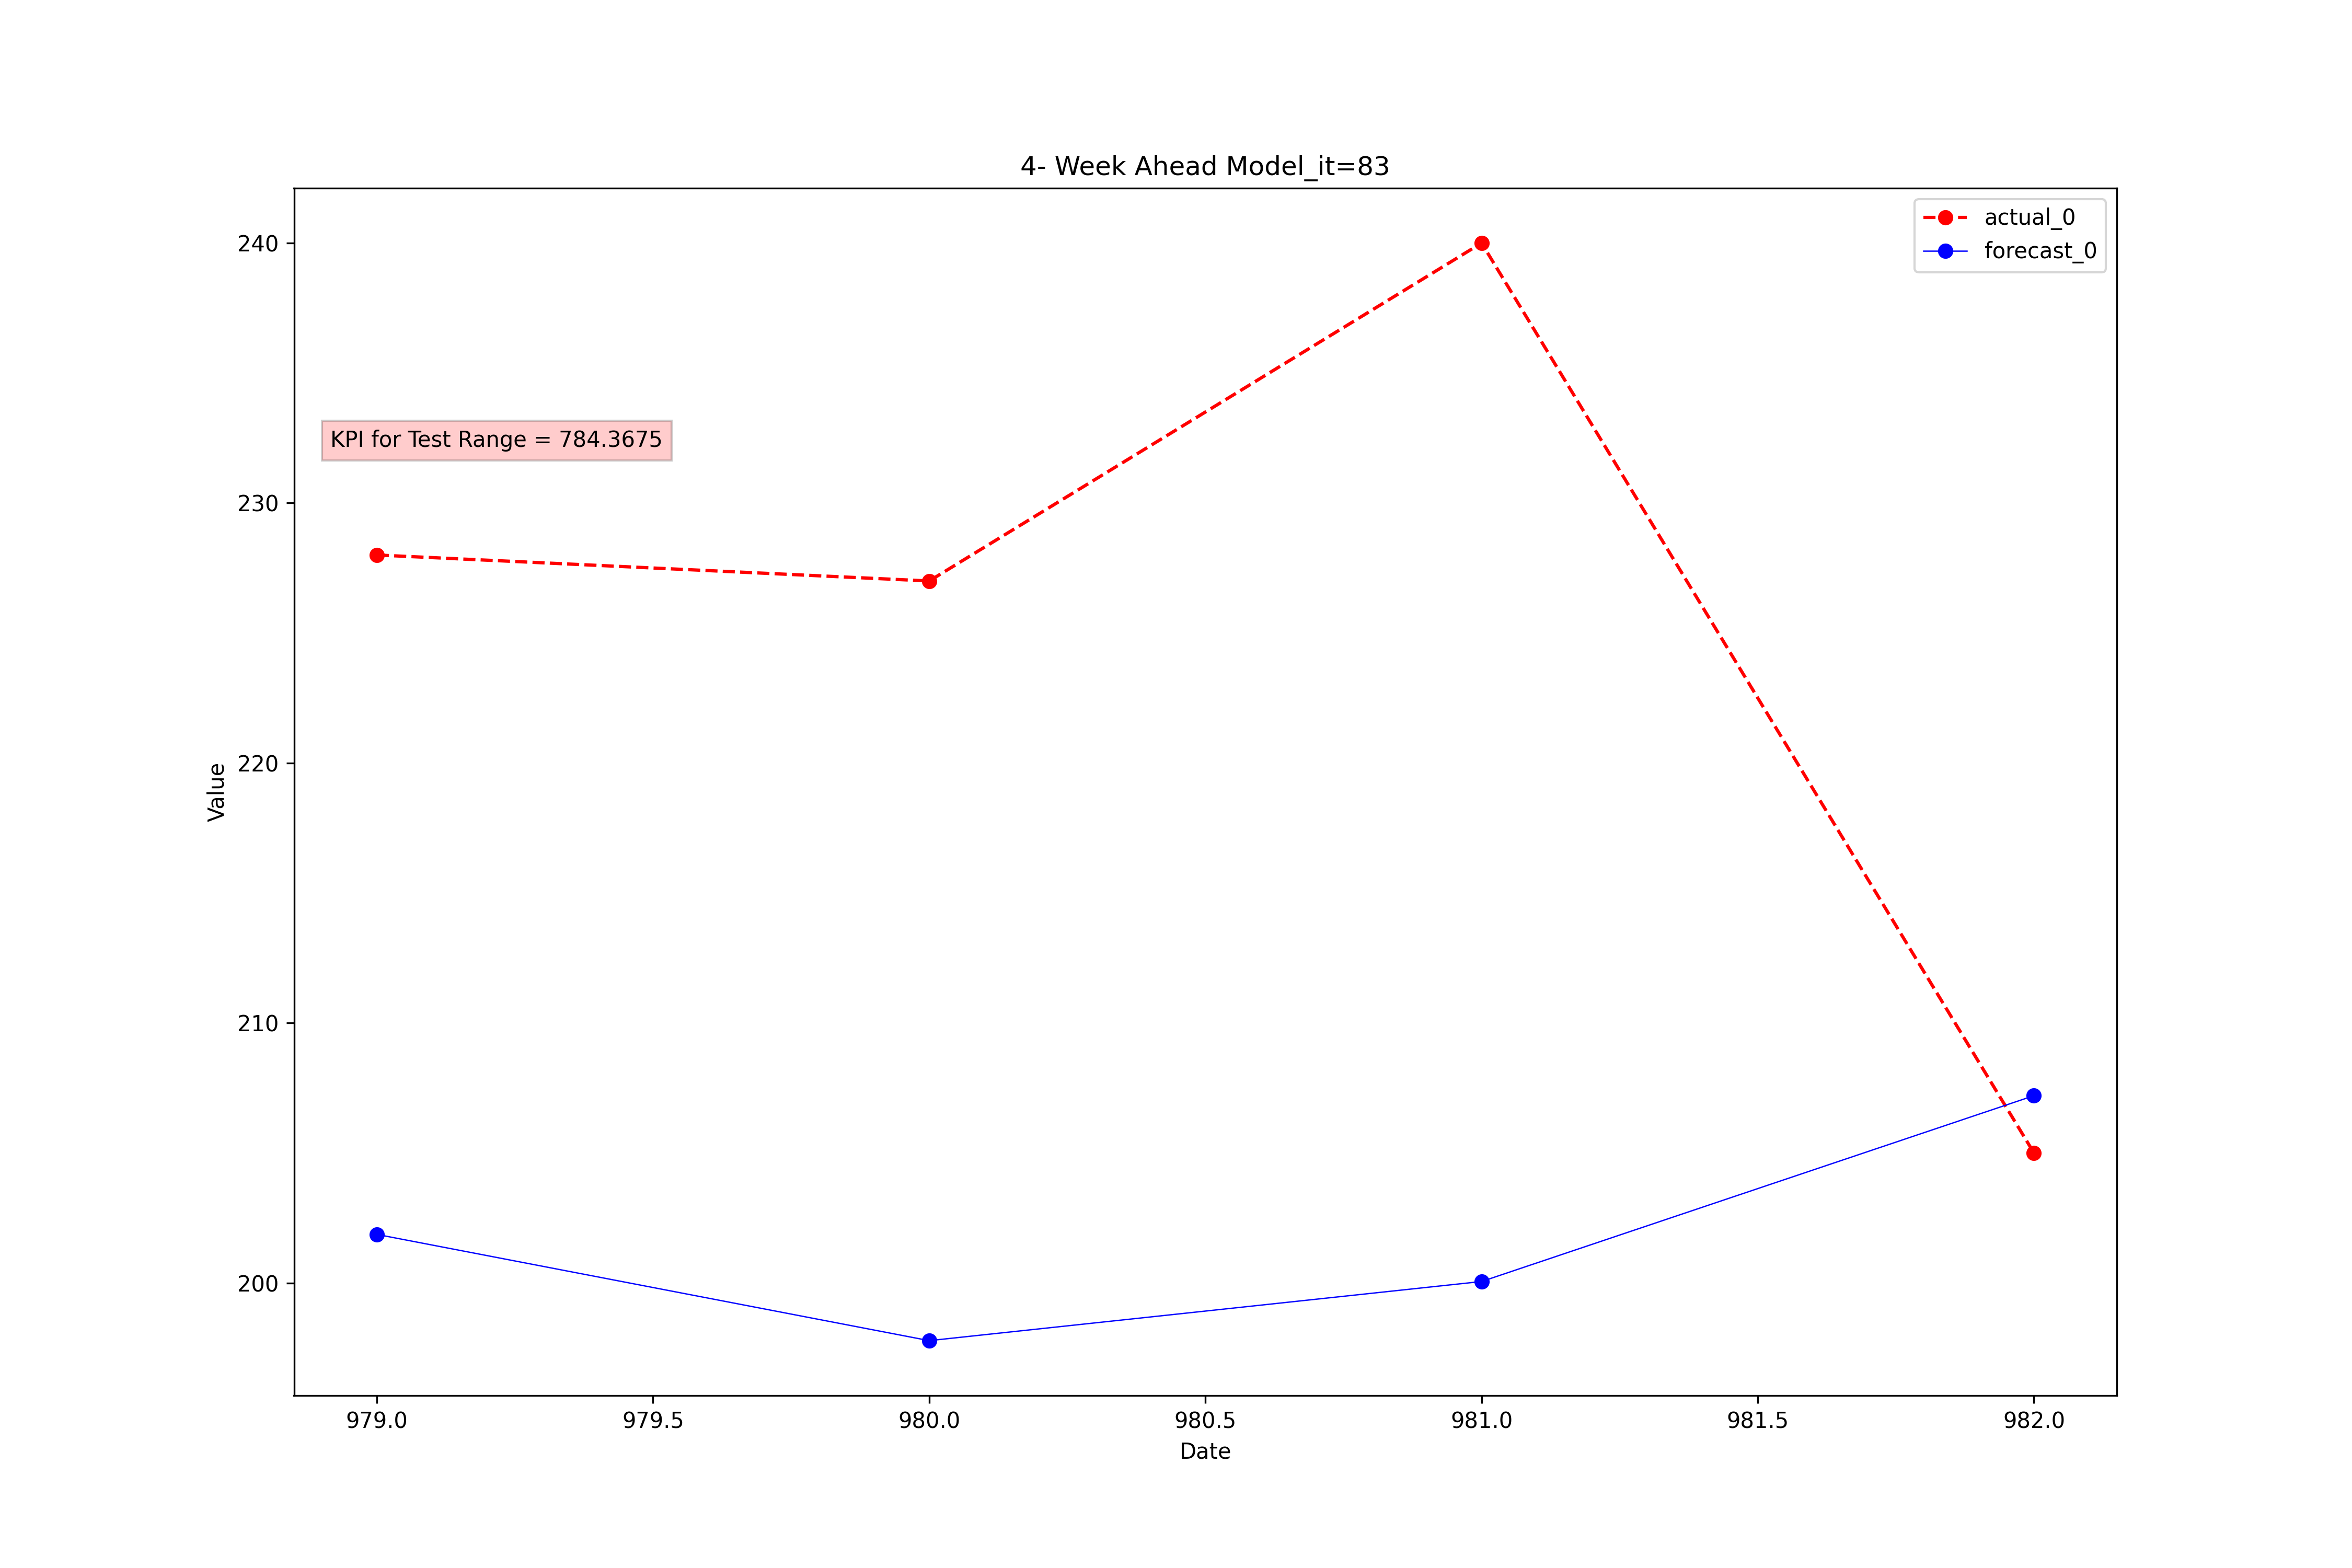 4- Week Ahead Model_it=83
actual_0
forecast_0
KPI for Test Range = 784.3675
240
230
220
210
200
Value
979.0 979.5 980.0 980.5 981.0 981.5 982.0
Date